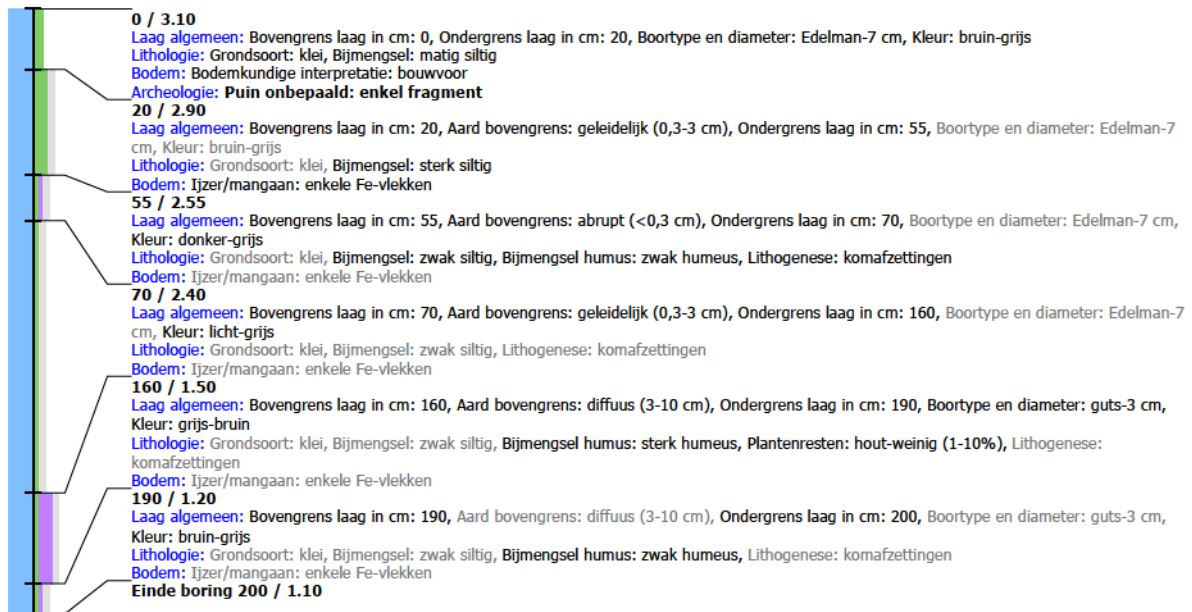 0 / 3.10
Laag algemeen: Bovengrens laag in cm: 0, Ondergrens laag in cm: 20, Boortype en diameter: Edelman-7 cm, Kleur: bruin-grijs
Lithologie: Grondsoort: klei, Bijmengsel: matig siltig
Bodem: Bodemkundige interpretatie: bouwvoor
Archeologie: Puin onbepaald: enkel fragment
20 / 2.90
Laag algemeen: Bovengrens laag in cm: 20, Aard bovengrens: geleidelijk (0,3-3 cm), Ondergrens laag in cm: 55, Boortype en diameter: Edelman-7
cm, Kleur: bruin-grijs
Lithologie: Grondsoort: klei, Bijmengsel: sterk siltig
Bodem: Ijzer/mangaan: enkele Fe-vlekken
55 / 2.55
Laag algemeen: Bovengrens laag in cm: 55, Aard bovengrens: abrupt (<0,3 cm), Ondergrens laag in cm: 70, Boortype en diameter: Edelman-7 cm,
Kleur: donker-grijs
Lithologie: Grondsoort: klei, Bijmengsel: zwak siltig, Bijmengsel humus: zwak humeus, Lithogenese: komafzettingen
Bodem: Ijzer/mangaan: enkele Fe-vlekken
70 / 2.40
Laag algemeen: Bovengrens laag in cm: 70, Aard bovengrens: geleidelijk (0,3-3 cm), Ondergrens laag in cm: 160, Boortype en diameter: Edelman-7
cm, Kleur: licht-grijs
Lithologie: Grondsoort: klei, Bijmengsel: zwak siltig, Lithogenese: komafzettingen
Bodem: Ijzer/mangaan: enkele Fe-vlekken
160 / 1.50
Laag algemeen: Bovengrens laag in cm: 160, Aard bovengrens: diffuus (3-10 cm), Ondergrens laag in cm: 190, Boortype en diameter: guts-3 cm,
Kleur: grijs-bruin
Lithologie: Grondsoort: klei, Bijmengsel: zwak siltig, Bijmengsel humus: sterk humeus, Plantenresten: hout-weinig (1-10%), Lithogenese:
komafzettingen
Bodem: Ijzer/mangaan: enkele Fe-vlekken
190 / 1.20
Laag algemeen: Bovengrens laag in cm: 190, Aard bovengrens: diffuus (3-10 cm), Ondergrens laag in cm: 200, Boortype en diameter: guts-3 cm,
Kleur: bruin-grijs
Lithologie: Grondsoort: klei, Bijmengsel: zwak siltig, Bijmengsel humus: zwak humeus, Lithogenese: komafzettingen
Bodem: Ijzer/mangaan: enkele Fe-vlekken
Einde boring 200 / 1.10